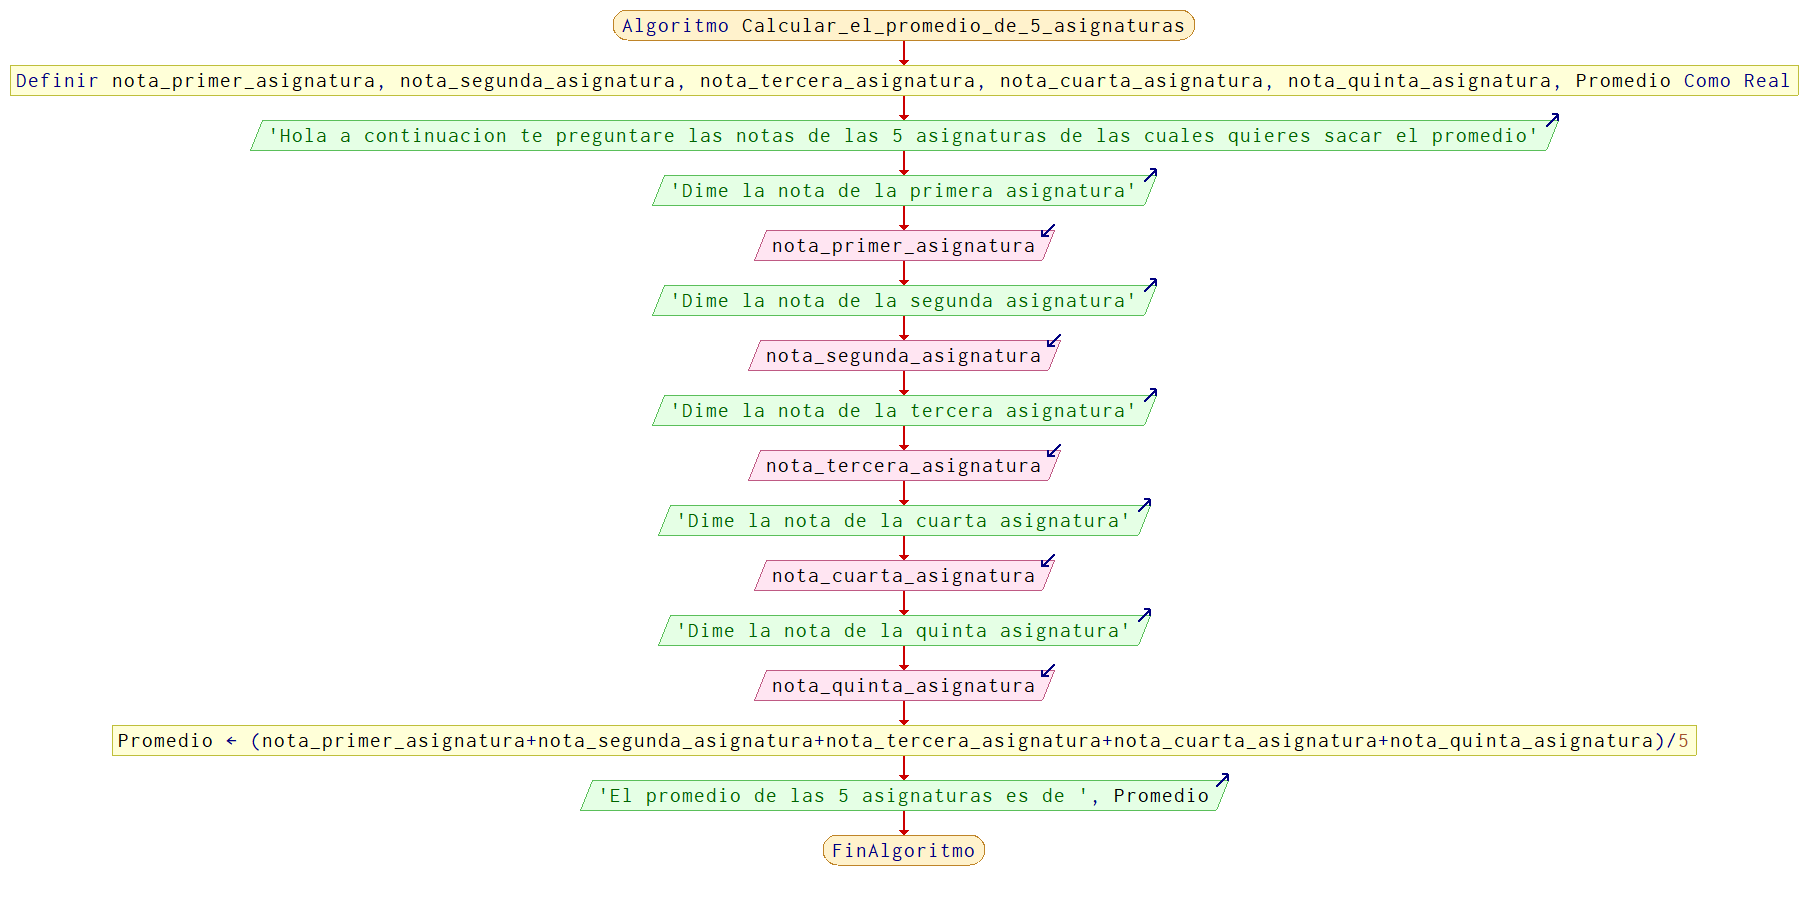 Algoritmo Calcular_el_promedio_de_5_asignaturas
Definir nota_primer_asignatura, nota_segunda_asignatura, nota_tercera_asignatura, nota_cuarta_asignatura, nota_quinta_asignatura, Promedio Como Real
'Hola a continuacion te preguntare las notas de las 5 asignaturas de las cuales quieres sacar el promedio'
'Dime la nota de la primera asignatura'
nota_primer_asignatura
'Dime la nota de la segunda asignatura'
nota_segunda_asignatura
'Dime la nota de la tercera asignatura'
nota_tercera_asignatura
'Dime la nota de la cuarta asignatura'
nota_cuarta_asignatura
'Dime la nota de la quinta asignatura'
nota_quinta_asignatura
Promedio ← (nota_primer_asignatura+nota_segunda_asignatura+nota_tercera_asignatura+nota_cuarta_asignatura+nota_quinta_asignatura)/5
'El promedio de las 5 asignaturas es de ', Promedio
FinAlgoritmo